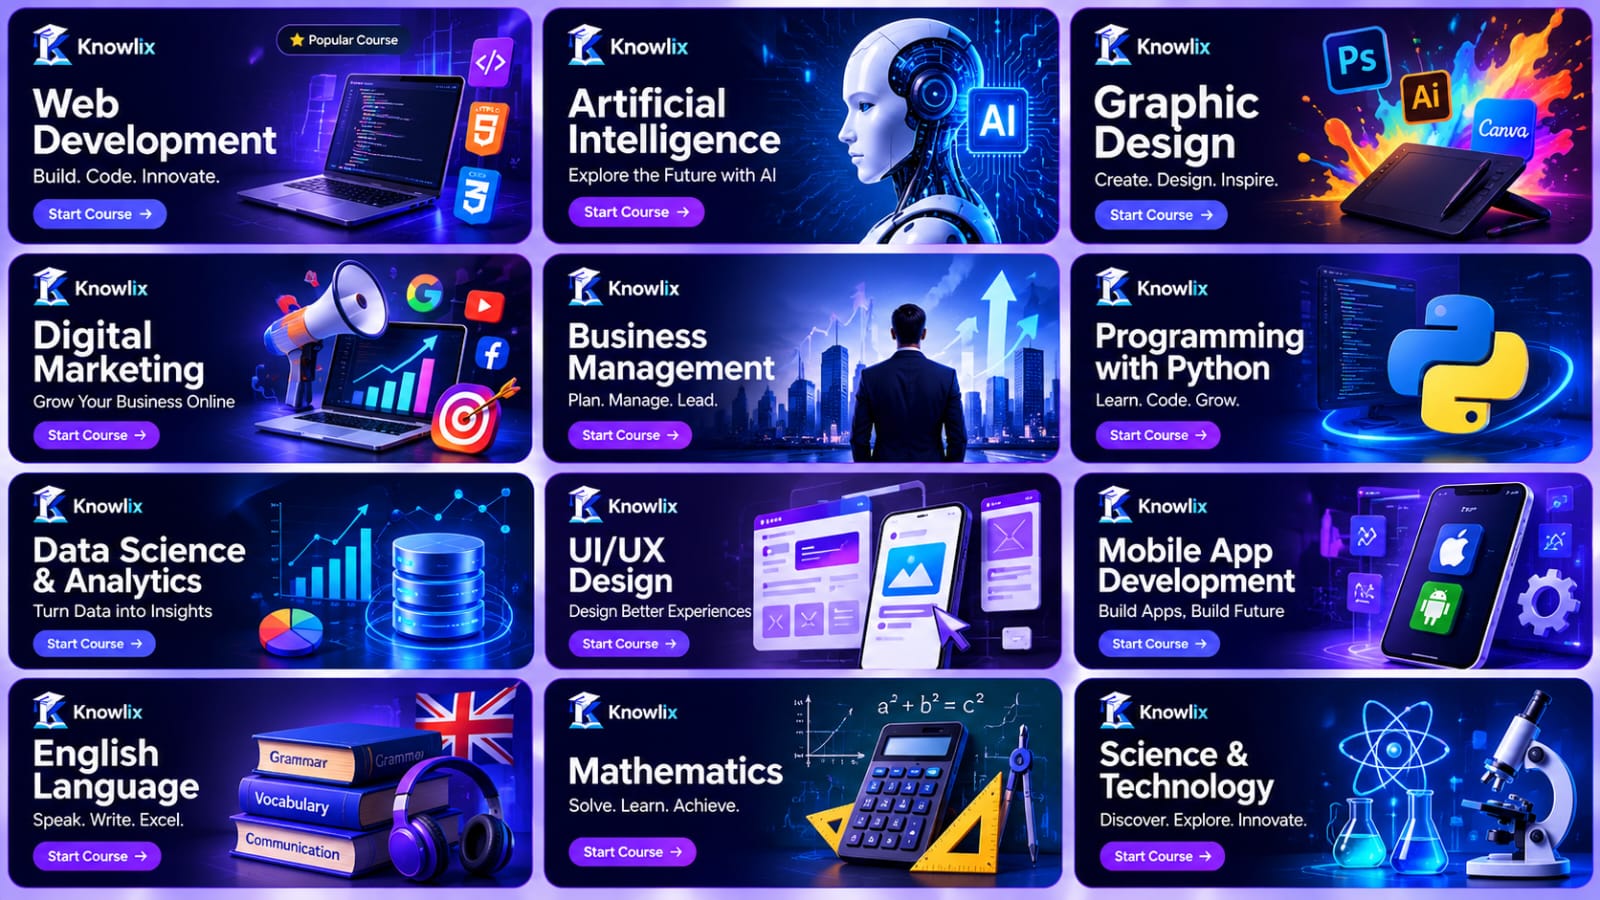 Knowlix
⭐ Popular Course
</>
Web
Development
Build. Code. Innovate.
Start Course →
5
3
Knowlix
Artificial
Intelligence
Explore the Future with AI
Start Course →
AI
Knowlix
Graphic
Design
Create. Design. Inspire.
Start Course →
Ps
Ai
Canva
Knowlix
Digital
Marketing
Grow Your Business Online
Start Course →
G
f
Knowlix
Business
Management
Plan. Manage. Lead.
Start Course →
Knowlix
Programming
with Python
Learn. Code. Grow.
Start Course →
Knowlix
Data Science
& Analytics
Turn Data into Insights
Start Course →
Knowlix
UI/UX
Design
Design Better Experiences
Start Course →
Knowlix
Mobile App
Development
Build Apps, Build Future
Start Course →
Knowlix
English
Language
Speak. Write. Excel.
Start Course →
Grammar
Grammar
Vocabulary
Communication
Knowlix
Mathematics
Solve. Learn. Achieve.
Start Course →
a² + b² = c²
Knowlix
Science &
Technology
Discover. Explore. Innovate.
Start Course →